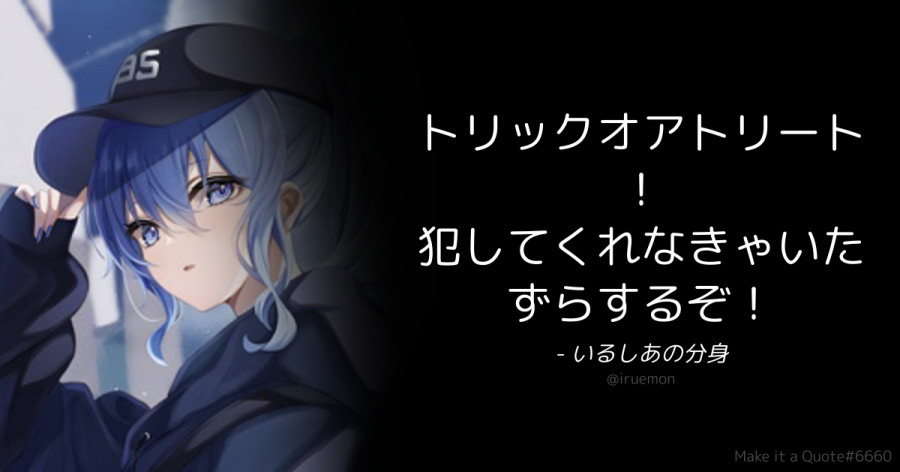 as
トリックオアトリート
！
犯してくれなきゃいた
ずらするぞ！
- いるしあの分身
@iruemon
Make it a Quote#6660